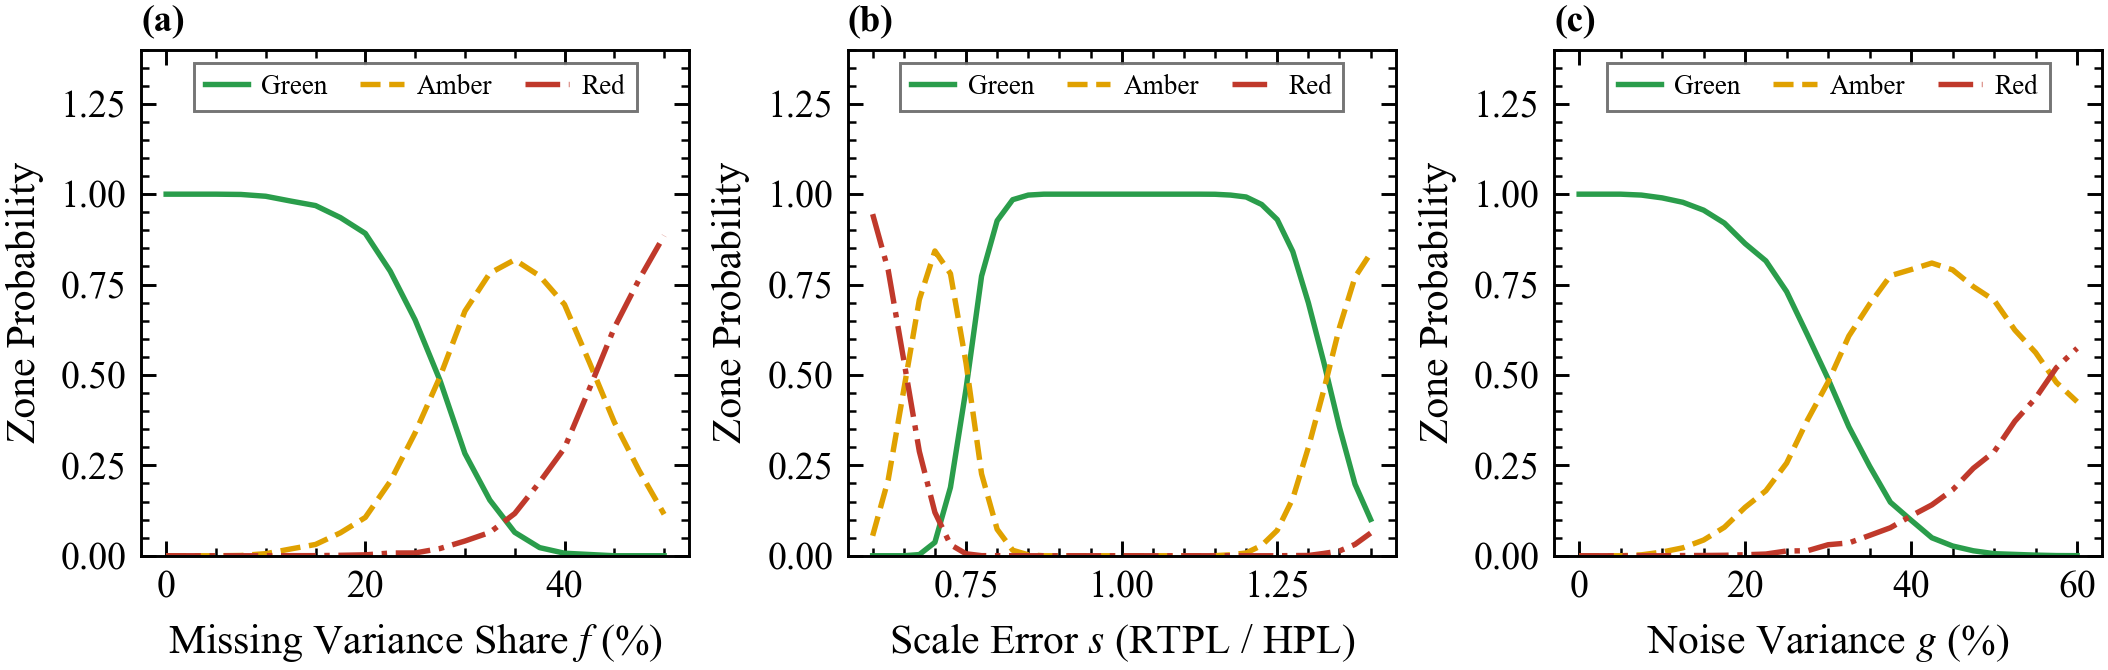 (a)
Green Amber Red
1.25
1.00
0.75
0.50
0.25
0.00
0 20 40
Zone Probability
Missing Variance Share f (%)
(b)
Green Amber Red
1.25
1.00
0.75
0.50
0.25
0.00
0.75 1.00 1.25
Zone Probability
Scale Error s (RTPL / HPL)
(c)
Green Amber Red
1.25
1.00
0.75
0.50
0.25
0.00
0 20 40 60
Zone Probability
Noise Variance g (%)